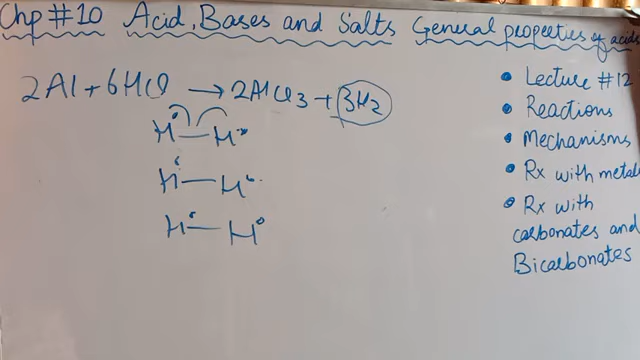 Chp #10 Acid, Bases and Salts General properties of acids
2Al + 6HCl → 2AlCl3 + 3H2
H — H
H — H
H — H
• Lecture #12
• Reactions
• Mechanisms
• Rx with metal
• Rx with
carbonates and
Bicarbonates